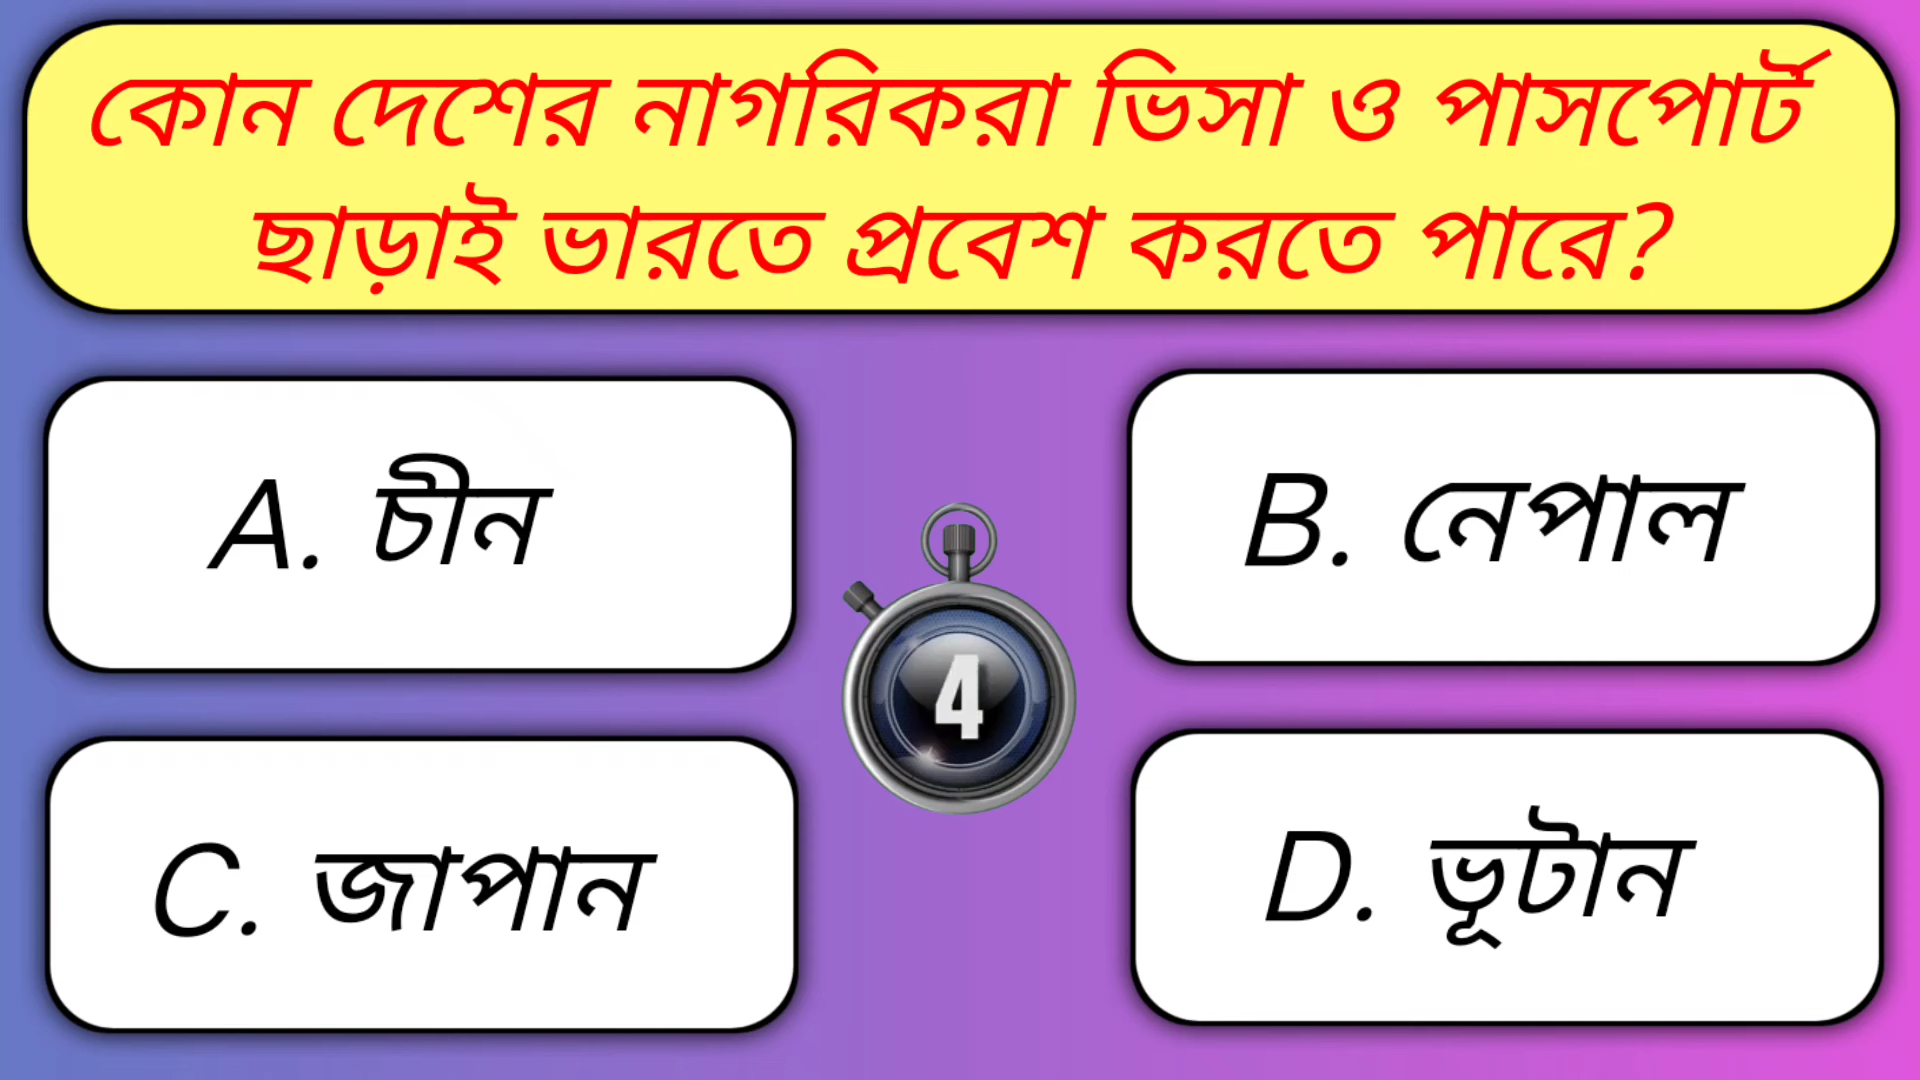 কোন দেশের নাগরিকরা ভিসা ও পাসপোর্ট
ছাড়াই ভারতে প্রবেশ করতে পারে?
A. চীন
B. নেপাল
4
C. জাপান
D. ভূটান